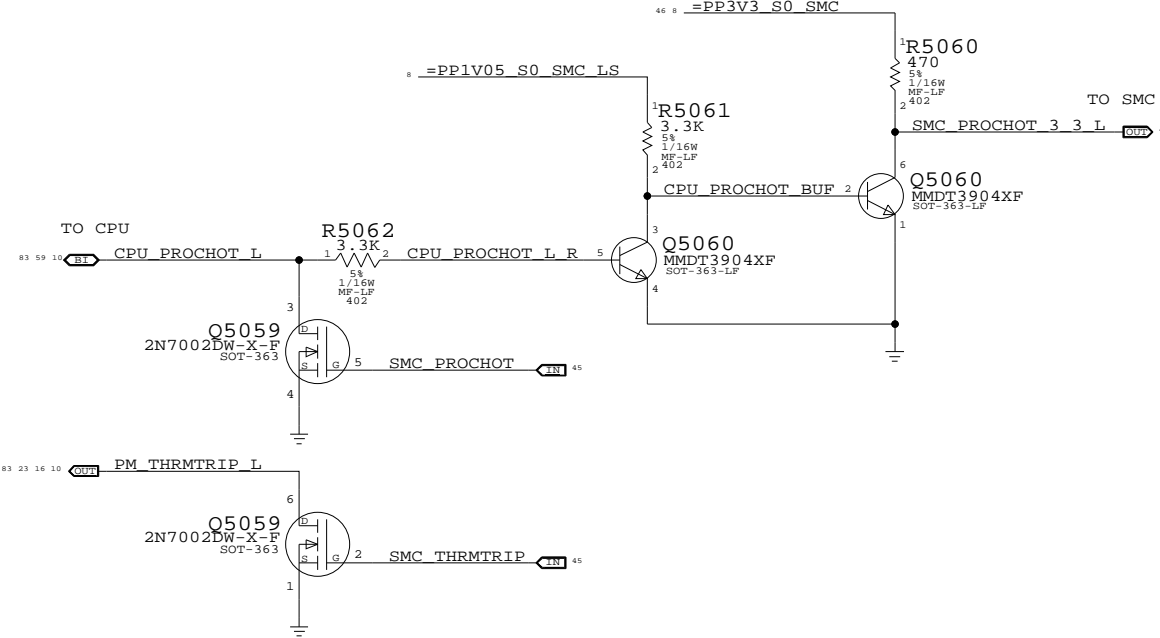 46 8 =PP3V3_S0_SMC
1 R5060
470
5%
1/16W
MF-LF
2 402
8 =PP1V05_S0_SMC_LS
1 R5061
3.3K
5%
1/16W
MF-LF
2 402
TO SMC
SMC_PROCHOT_3_3_L OUT
6
Q5060
MMDT3904XF
SOT-363-LF
CPU_PROCHOT_BUF 2
1
TO CPU
83 59 10 BI CPU_PROCHOT_L
R5062
3.3K
1 2
5%
1/16W
MF-LF
402
CPU_PROCHOT_L_R 5
3
Q5060
MMDT3904XF
SOT-363-LF
4
3
Q5059
2N7002DW-X-F
SOT-363
D
S G 5 SMC_PROCHOT IN 45
4
83 23 16 10 OUT PM_THRMTRIP_L
6
Q5059
2N7002DW-X-F
SOT-363
D
S G 2 SMC_THRMTRIP IN 45
1